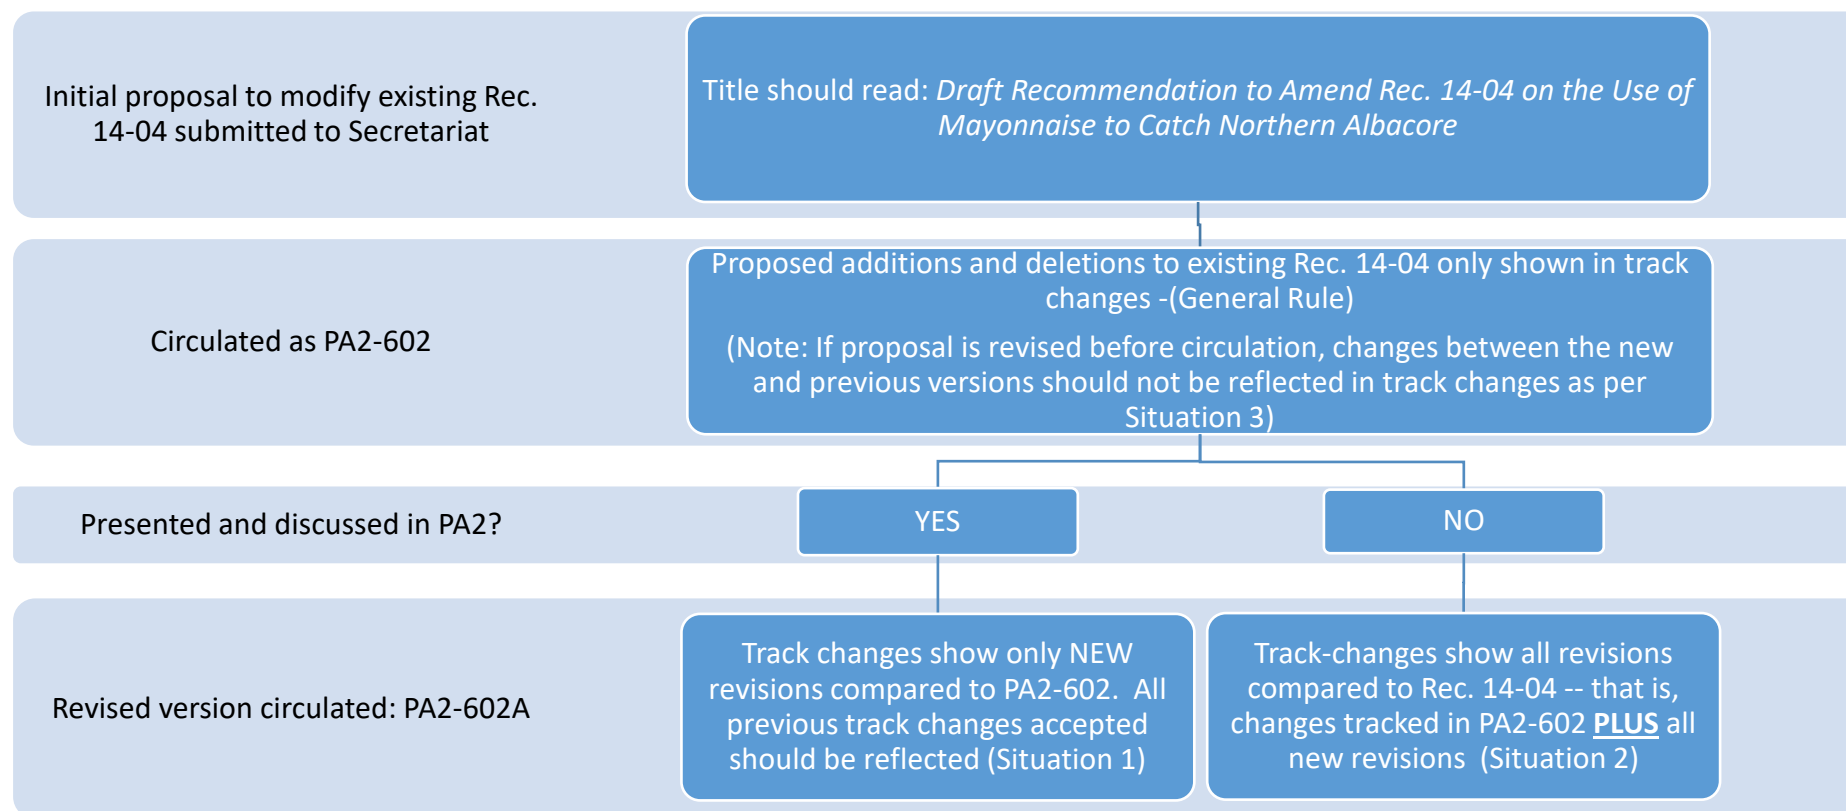 Initial proposal to modify existing Rec.
14-04 submitted to Secretariat
Title should read: Draft Recommendation to Amend Rec. 14-04 on the Use of
Mayonnaise to Catch Northern Albacore
Circulated as PA2-602
Proposed additions and deletions to existing Rec. 14-04 only shown in track
changes -(General Rule)
(Note: If proposal is revised before circulation, changes between the new
and previous versions should not be reflected in track changes as per
Situation 3)
Presented and discussed in PA2?
YES
NO
Revised version circulated: PA2-602A
Track changes show only NEW
revisions compared to PA2-602.  All
previous track changes accepted
should be reflected (Situation 1)
Track-changes show all revisions
compared to Rec. 14-04 -- that is,
changes tracked in PA2-602 PLUS all
new revisions  (Situation 2)